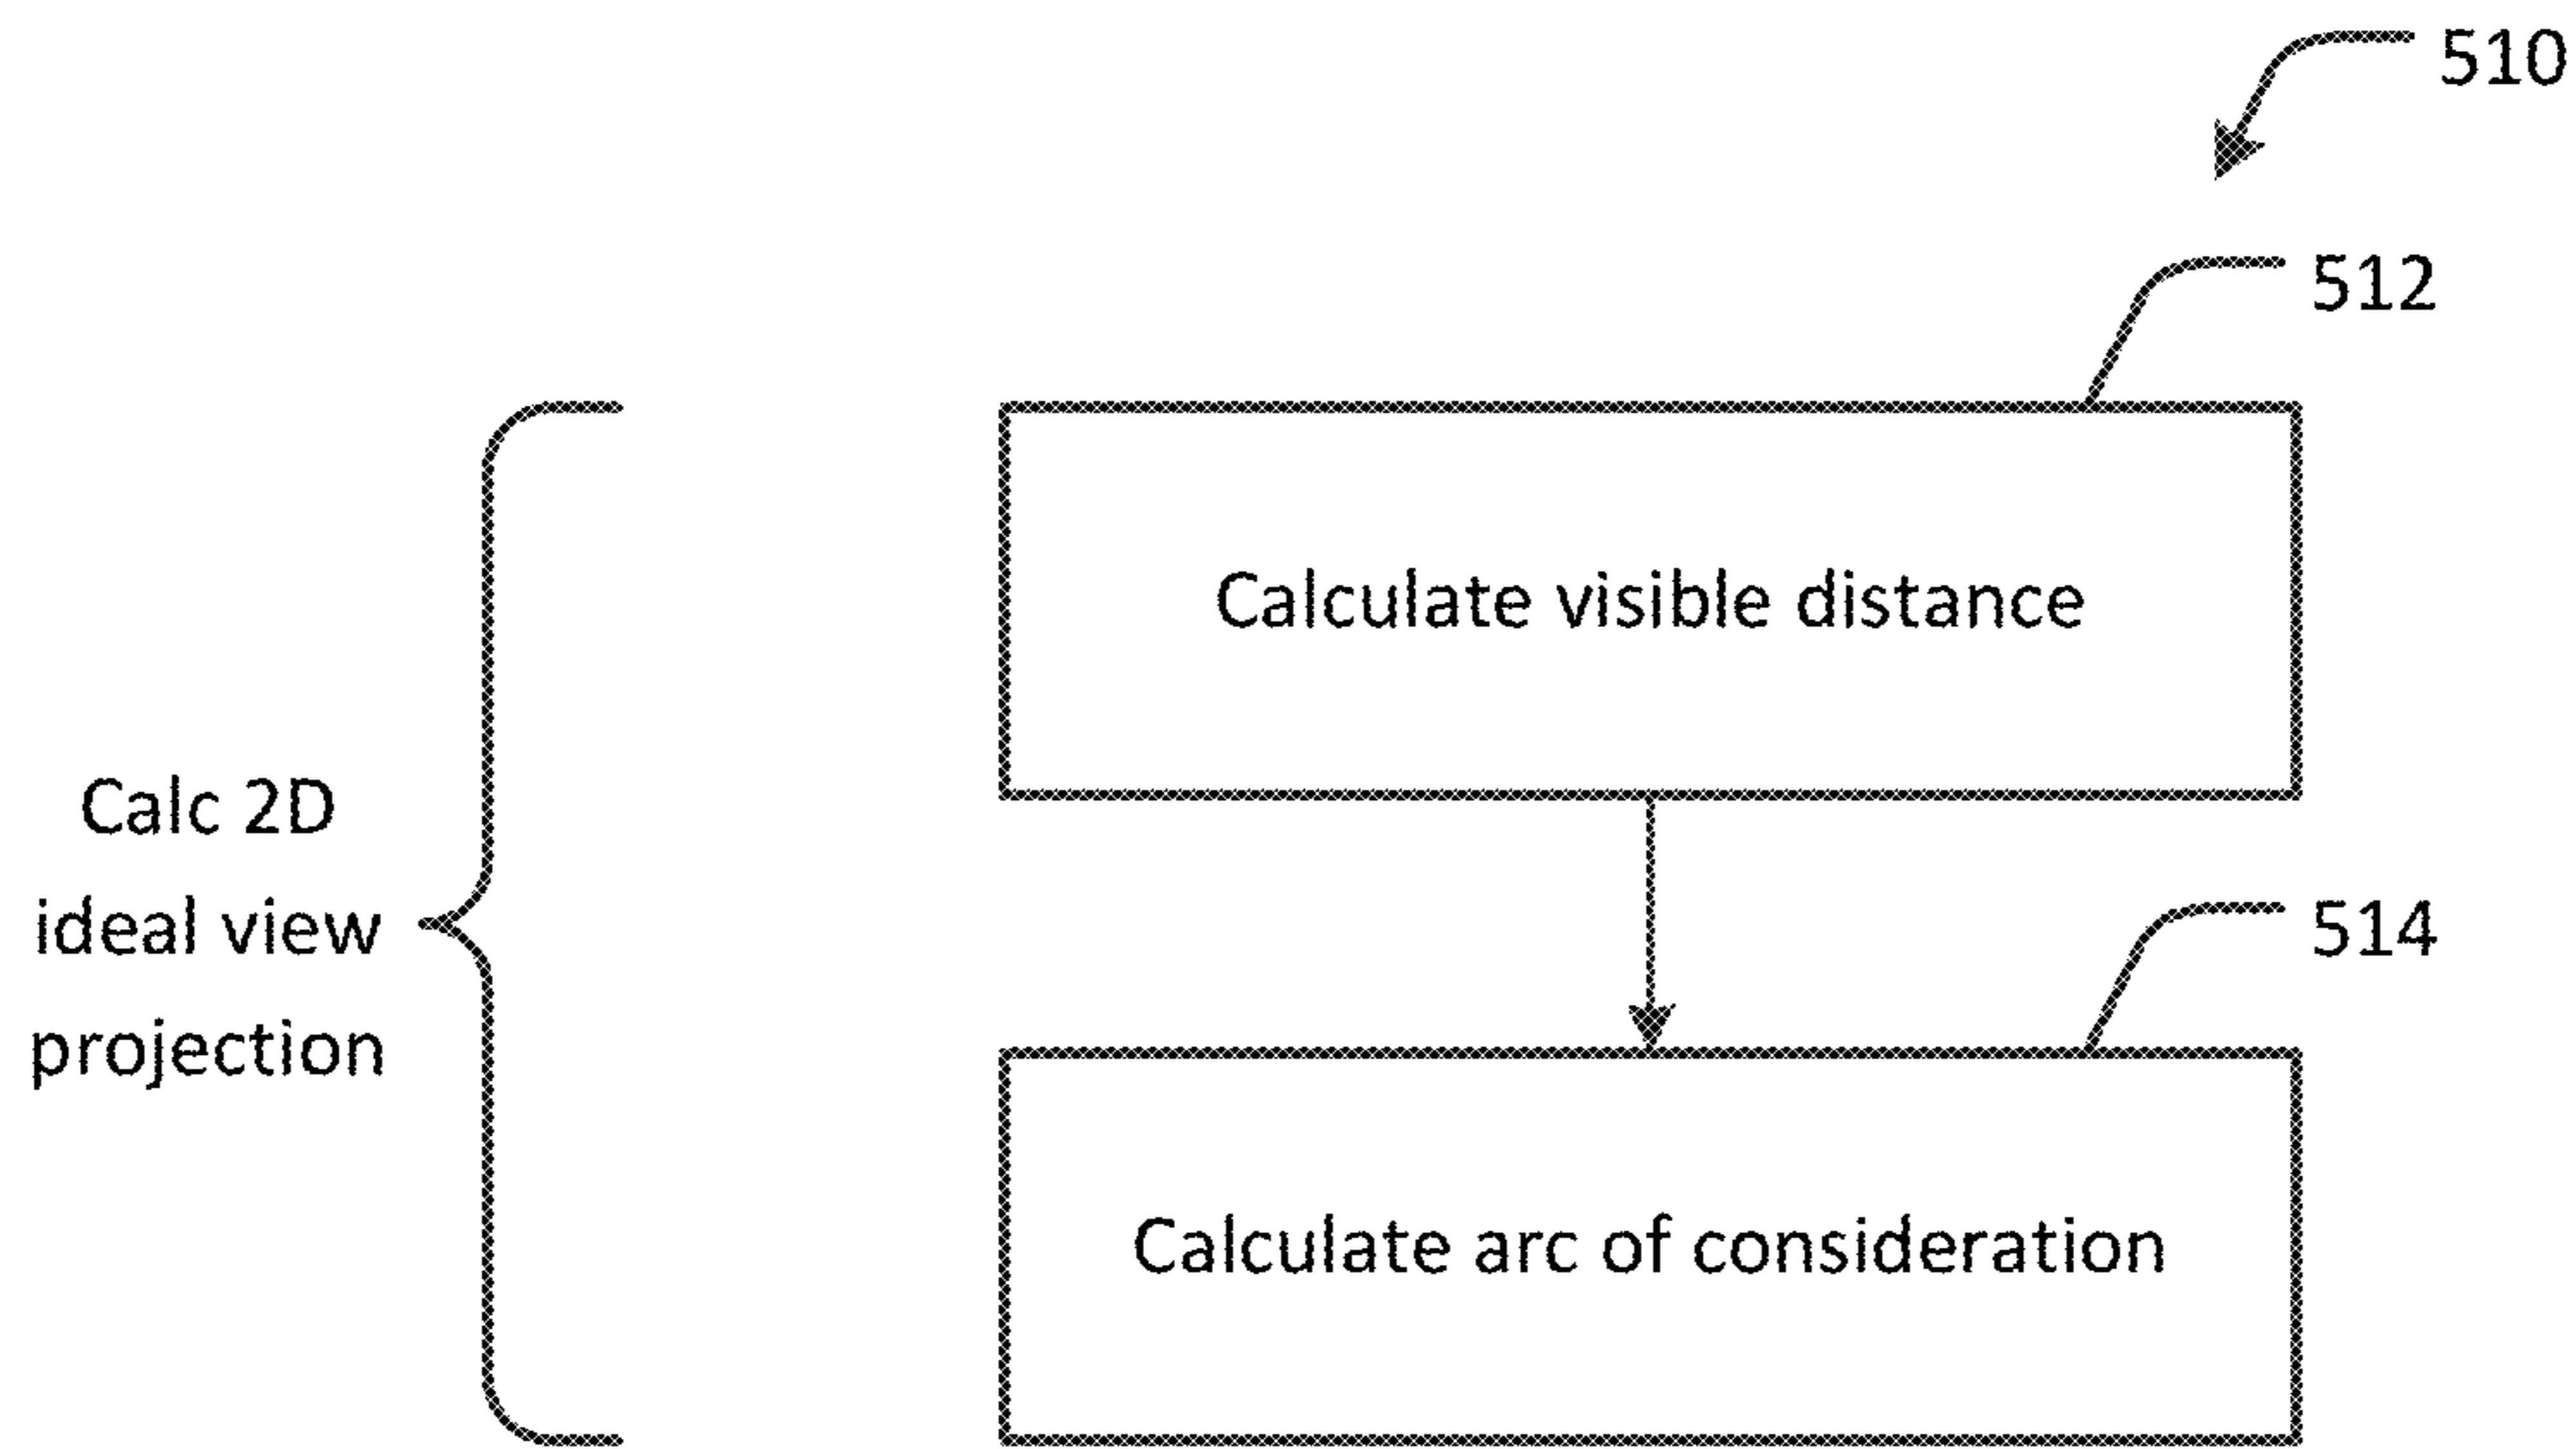 510
512
Calculate visible distance
Calc 2D
ideal view
projection
514
Calculate arc of consideration